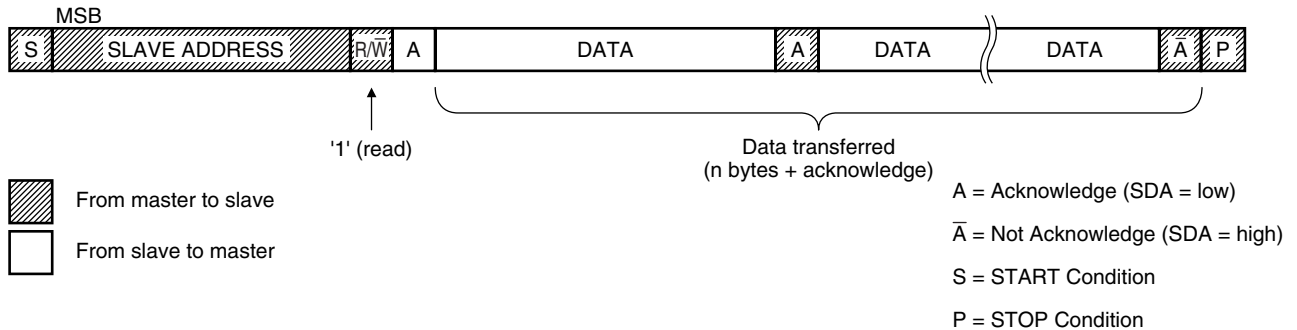 MSB
S SLAVE ADDRESS R/W̅ A DATA A DATA DATA A̅ P
'1' (read)
Data transferred
(n bytes + acknowledge)
From master to slave
From slave to master
A = Acknowledge (SDA = low)
A̅ = Not Acknowledge (SDA = high)
S = START Condition
P = STOP Condition